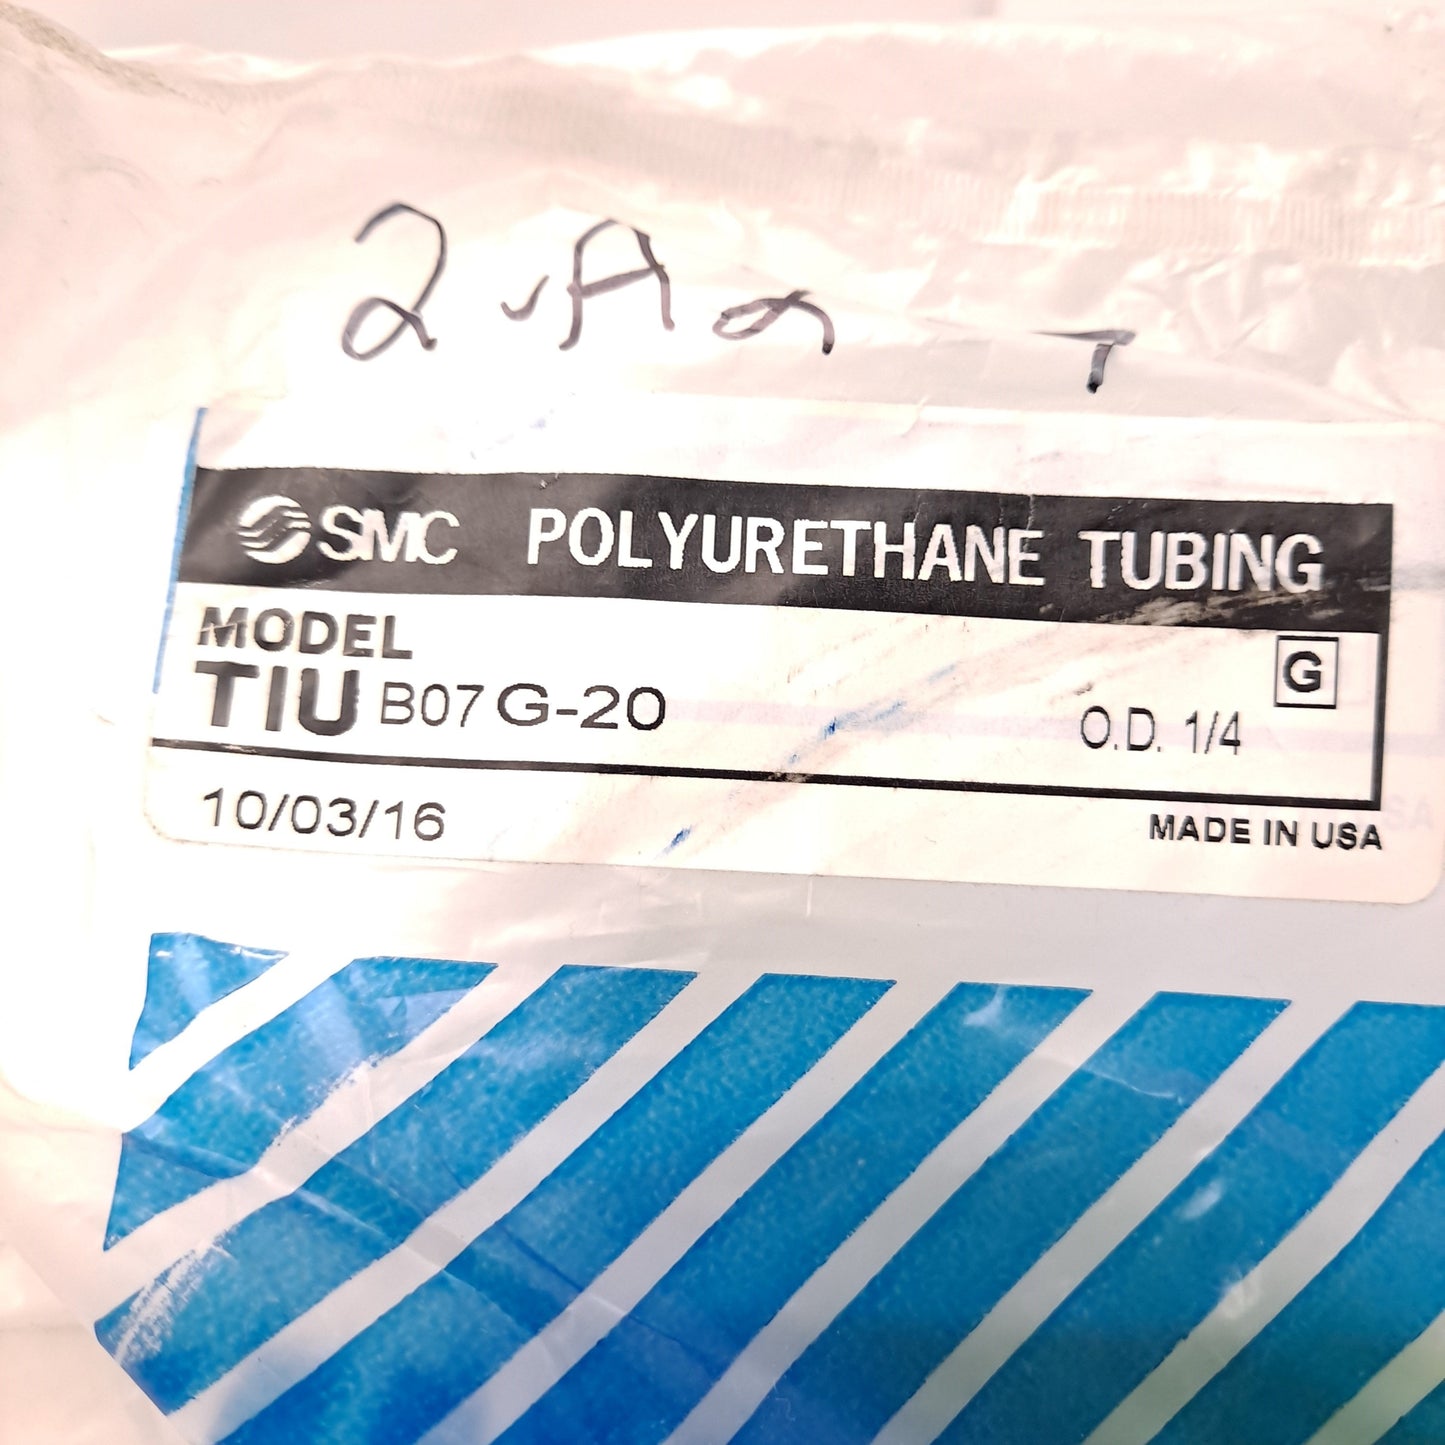 SMC POLYURETHANE TUBING
MODEL
TIU B07 G-20
G
O.D. 1/4
10/03/16
MADE IN USA